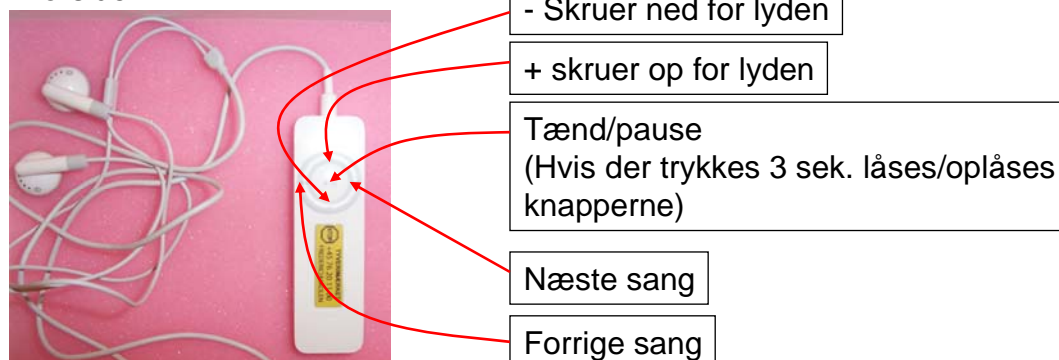 - Skruer ned for lyden
+ skruer op for lyden
Tænd/pause
(Hvis der trykkes 3 sek. låses/oplåses
knapperne)
Næste sang
Forrige sang